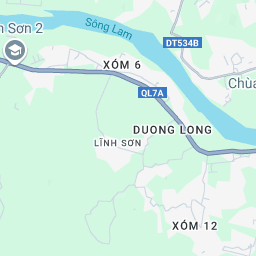 Sông Lam
DT534B
n Sơn 2
XÓM 6
Chùa
QL7A
DUONG LONG
LĨNH SƠN
XÓM 12